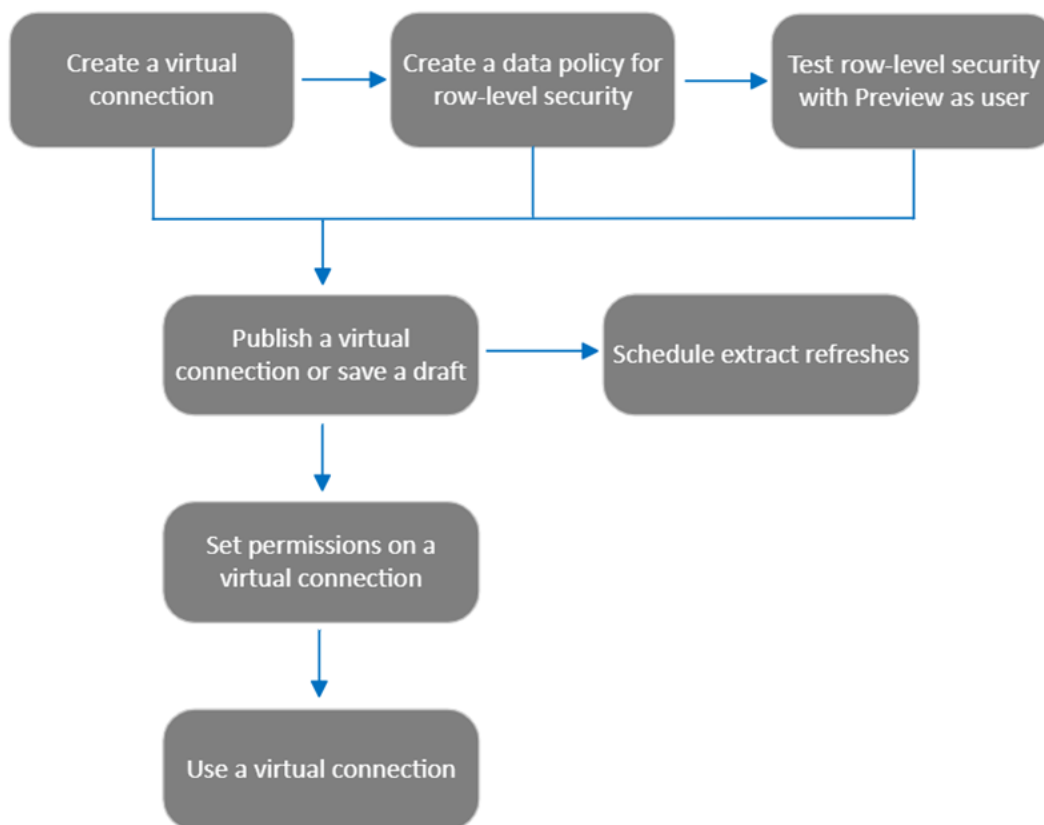 Create a virtual
connection
Create a data policy for
row-level security
Test row-level security
with Preview as user
Publish a virtual
connection or save a draft
Schedule extract refreshes
Set permissions on a
virtual connection
Use a virtual connection